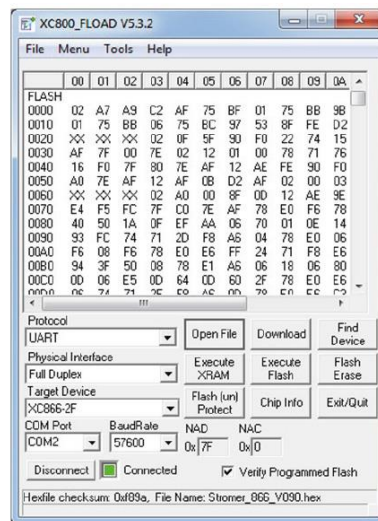 XC800_FLOAD V5.3.2
File Menu Tools Help
00 01 02 03 04 05 06 07 08 09 0A
FLASH
0000 02 A7 A9 C2 AF 75 BF 01 75 BB 9B
0010 01 75 BB 06 75 BC 97 53 8F FE D2
0020 XX XX XX 02 0F 5F 90 F0 22 74 15
0030 AF 7F 00 7E 02 12 01 00 78 71 76
0040 16 F0 7F 80 7E AF 12 AE FE 90 F0
0050 A0 7E AF 12 AF 0B D2 AF 02 00 03
0060 XX XX XX 02 A0 00 8F 0D 12 AE 9E
0070 E4 F5 FC 7F C0 7E AF 78 E0 F6 78
0080 40 50 1A 0F EF AA 06 70 01 0E 14
0090 93 FC 74 71 2D F8 A6 04 78 E0 06
00A0 F6 08 F6 78 E0 E6 FF 24 71 F8 E6
00B0 94 3F 50 08 78 E1 A6 06 18 06 80
00C0 0D 06 E5 0D 64 0D 60 2F 78 E0 E6
Protocol
UART
Open File Download Find Device
Physical Interface
Full Duplex
Execute XRAM Execute Flash Flash Erase
Target Device
XC866-2F
Flash (un) Protect Chip Info Exit/Quit
COM Port BaudRate NAD NAC
COM2 57600 0x 7F 0x 0
Disconnect Connected Verify Programmed Flash
Hexfile checksum: 0xf89a, File Name: Stromer_866_V090.hex